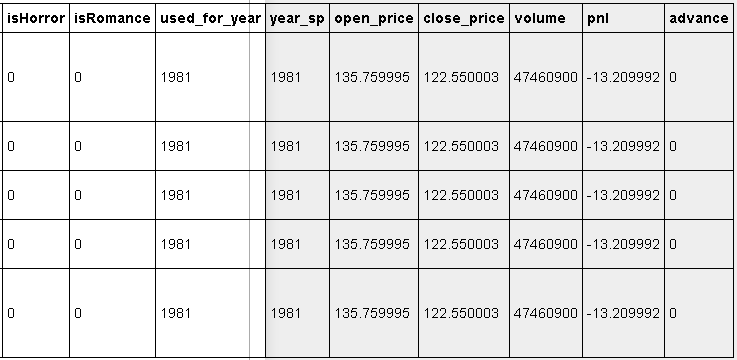 isHorror isRomance used_for_year year_sp open_price close_price volume pnl advance
0 0 1981 1981 135.759995 122.550003 47460900 -13.209992 0
0 0 1981 1981 135.759995 122.550003 47460900 -13.209992 0
0 0 1981 1981 135.759995 122.550003 47460900 -13.209992 0
0 0 1981 1981 135.759995 122.550003 47460900 -13.209992 0
0 0 1981 1981 135.759995 122.550003 47460900 -13.209992 0